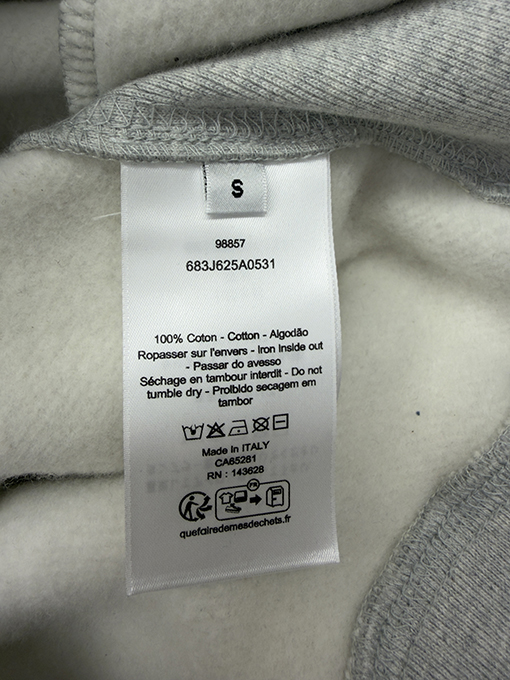 S
98857
683J625A0531
100% Coton - Cotton - Algodão
Ropasser sur l'envers - Iron Inside out
- Passar do avesso
Séchage en tambour interdit - Do not
tumble dry - Proibido secagem em
tambor
Made in ITALY
CA65281
RN : 143628
FR
quefairedemesdechets.fr